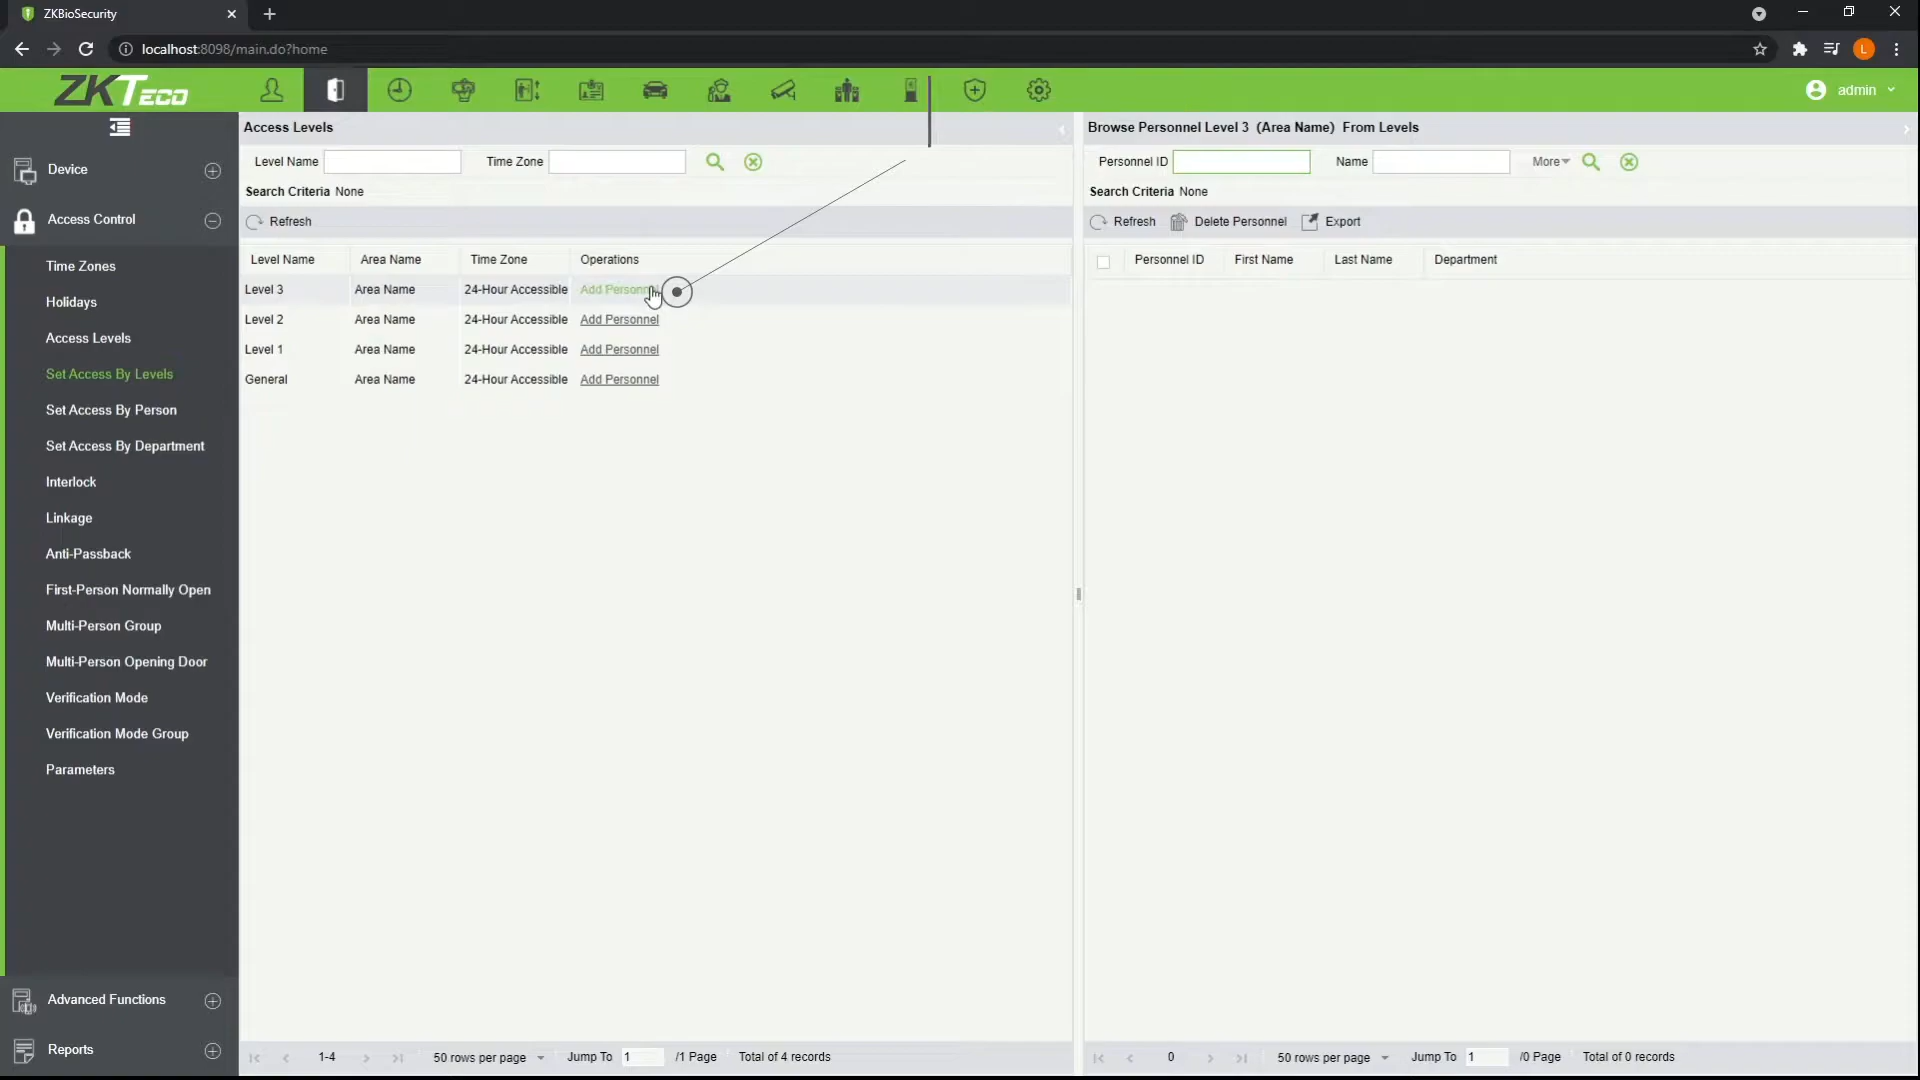 ZKBioSecurity
localhost:8098/main.do?home
L
ZKTECO
admin
Device
Access Control
Time Zones
Holidays
Access Levels
Set Access By Levels
Set Access By Person
Set Access By Department
Interlock
Linkage
Anti-Passback
First-Person Normally Open
Multi-Person Group
Multi-Person Opening Door
Verification Mode
Verification Mode Group
Parameters
Advanced Functions
Reports
Access Levels
Level Name Time Zone
Search Criteria None
Refresh
Level Name Area Name Time Zone Operations
Level 3 Area Name 24-Hour Accessible Add Personnel
Level 2 Area Name 24-Hour Accessible Add Personnel
Level 1 Area Name 24-Hour Accessible Add Personnel
General Area Name 24-Hour Accessible Add Personnel
1-4 50 rows per page Jump To 1 /1 Page Total of 4 records
Browse Personnel Level 3 (Area Name) From Levels
Personnel ID Name More
Search Criteria None
Refresh Delete Personnel Export
Personnel ID First Name Last Name Department
0 50 rows per page Jump To 1 /0 Page Total of 0 records